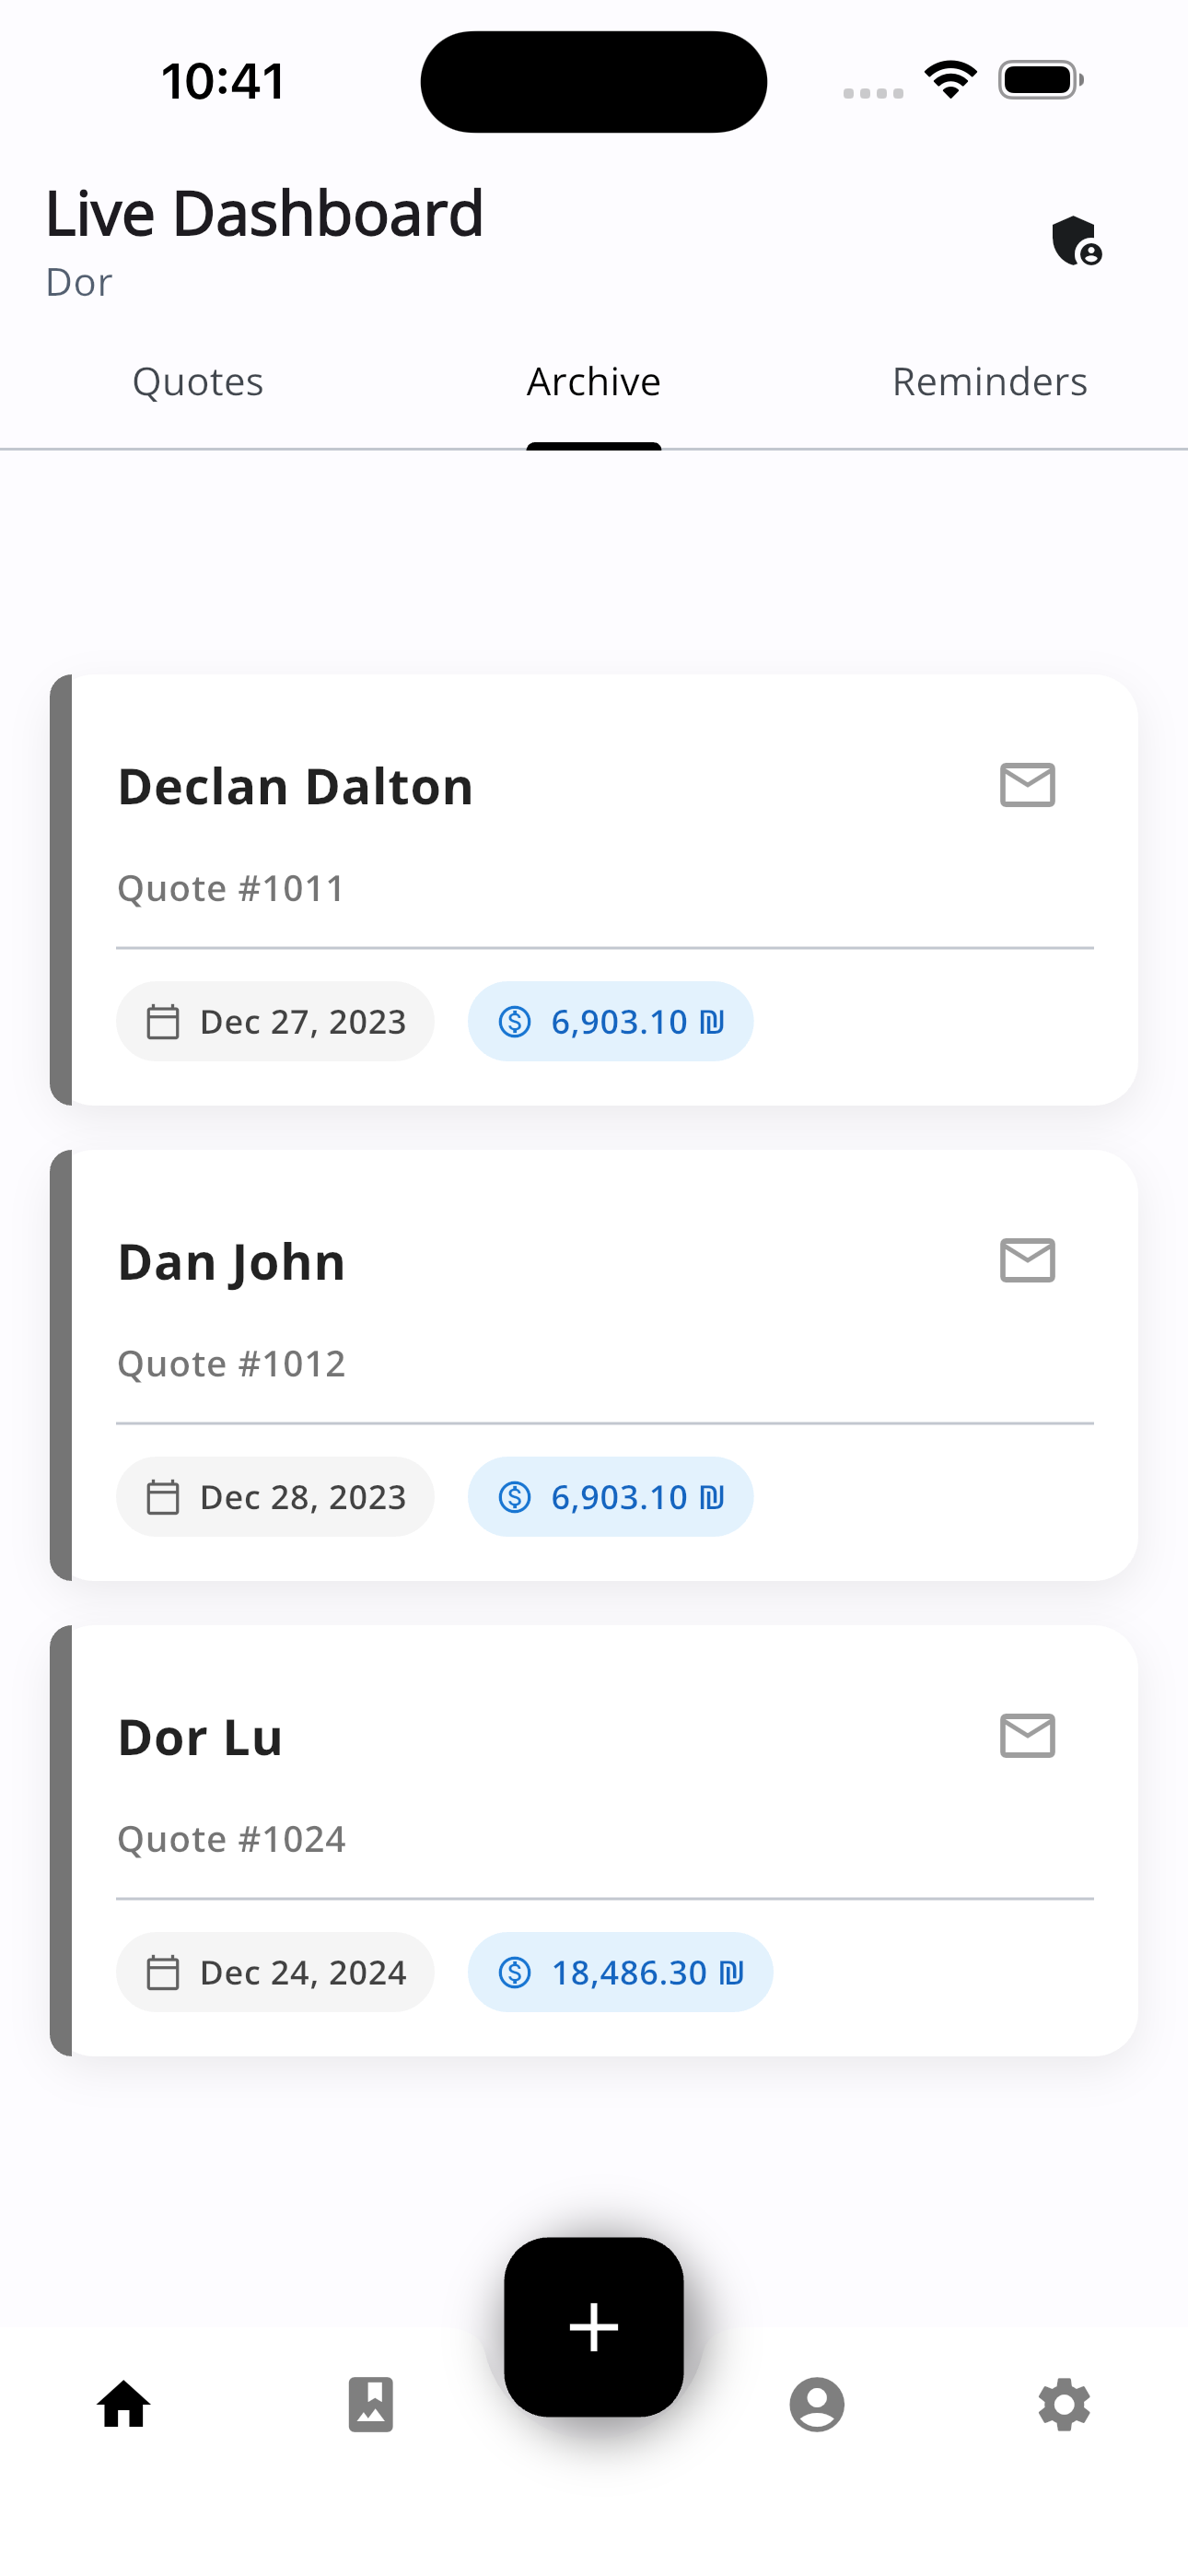 10:41
Live Dashboard
Dor
Quotes Archive Reminders
Declan Dalton
Quote #1011
Dec 27, 2023 6,903.10 ₪
Dan John
Quote #1012
Dec 28, 2023 6,903.10 ₪
Dor Lu
Quote #1024
Dec 24, 2024 18,486.30 ₪